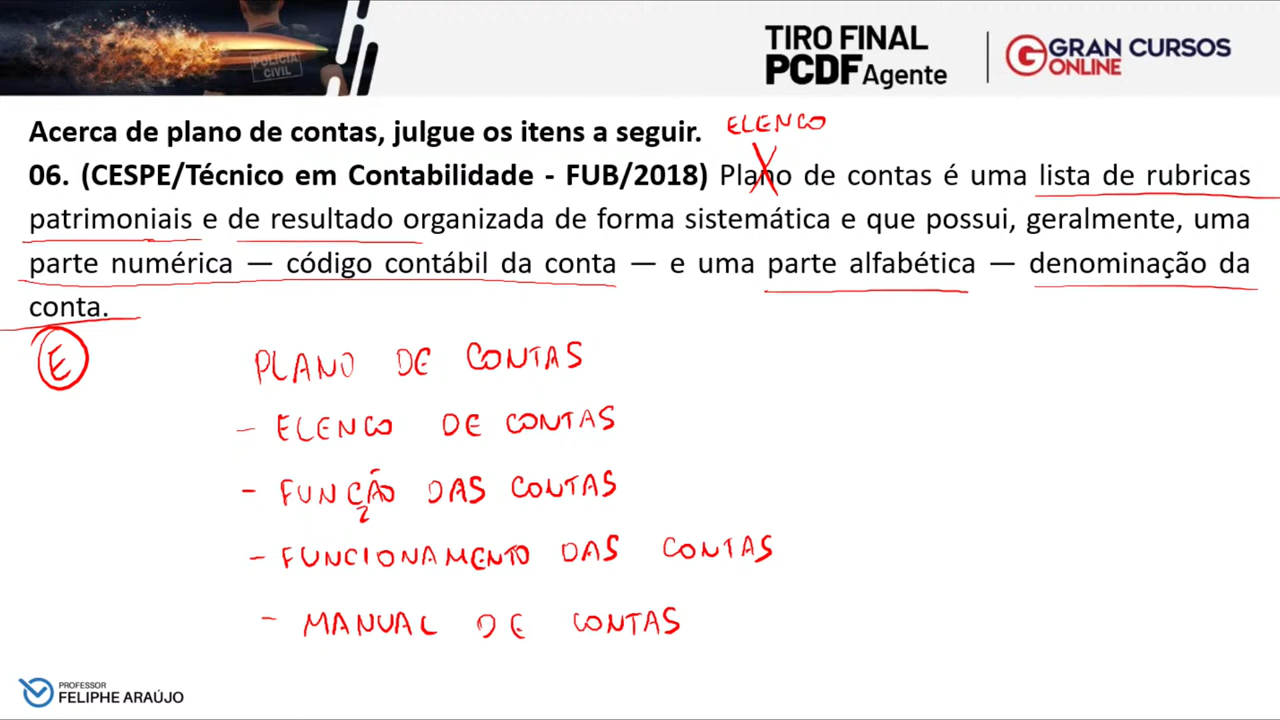 POLICIA
CIVIL
TIRO FINAL
PCDF Agente
GRAN CURSOS
ONLINE
Acerca de plano de contas, julgue os itens a seguir.
ELENCO
06. (CESPE/Técnico em Contabilidade - FUB/2018) Plano de contas é uma lista de rubricas
patrimoniais e de resultado organizada de forma sistemática e que possui, geralmente, uma
parte numérica — código contábil da conta — e uma parte alfabética — denominação da
conta.
E
PLANO DE CONTAS
- ELENCO DE CONTAS
- FUNÇÃO DAS CONTAS
- FUNCIONAMENTO DAS CONTAS
- MANUAL DE CONTAS
PROFESSOR
FELIPHE ARAÚJO